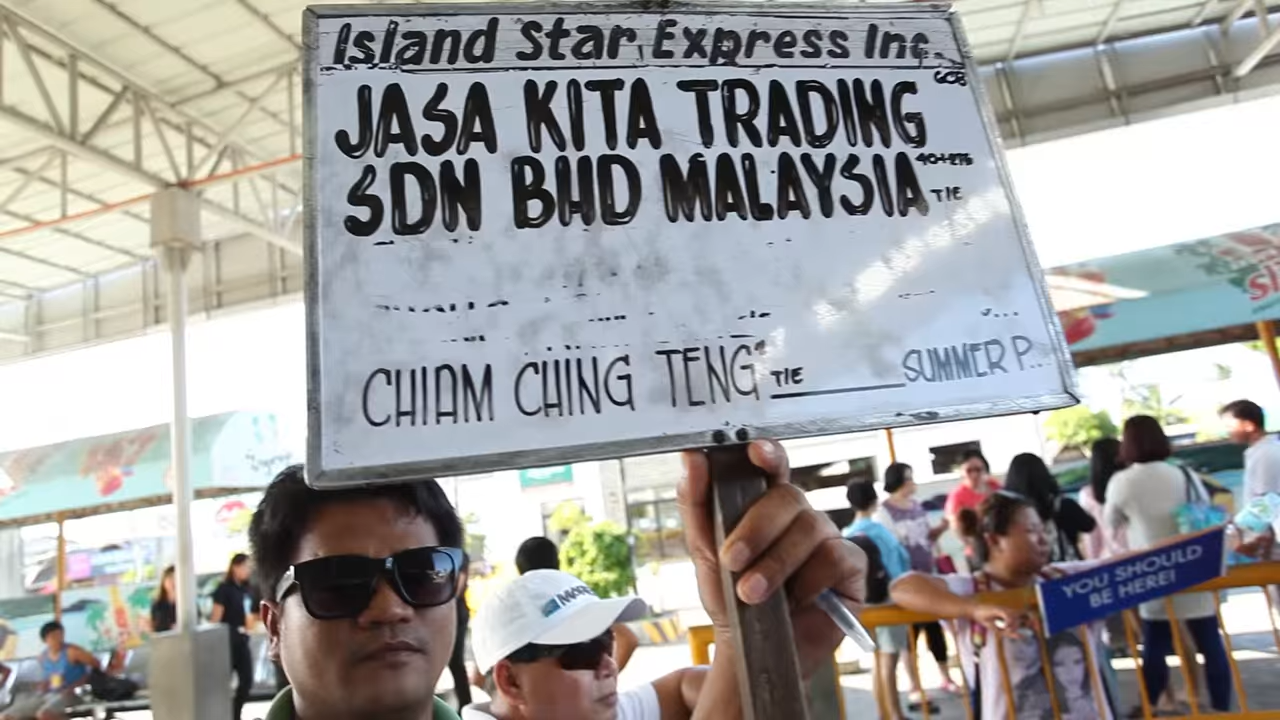 Island Star Express Inc.
JASA KITA TRADING
SDN BHD MALAYSIA
T/E
CHIAM CHING TENG T/E SUMMER P..
YOU SHOULD
BE HERE!